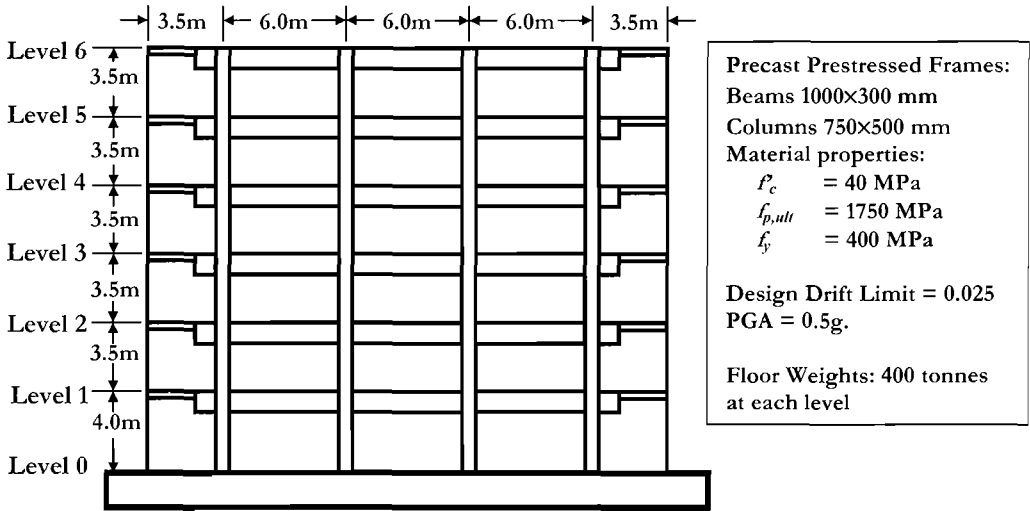 3.5m 6.0m 6.0m 6.0m 3.5m
Level 6
3.5m
Level 5
3.5m
Level 4
3.5m
Level 3
3.5m
Level 2
3.5m
Level 1
4.0m
Level 0
Precast Prestressed Frames:
Beams 1000×300 mm
Columns 750×500 mm
Material properties:
f'c = 40 MPa
fp,ult = 1750 MPa
fy = 400 MPa
Design Drift Limit = 0.025
PGA = 0.5g.
Floor Weights: 400 tonnes
at each level